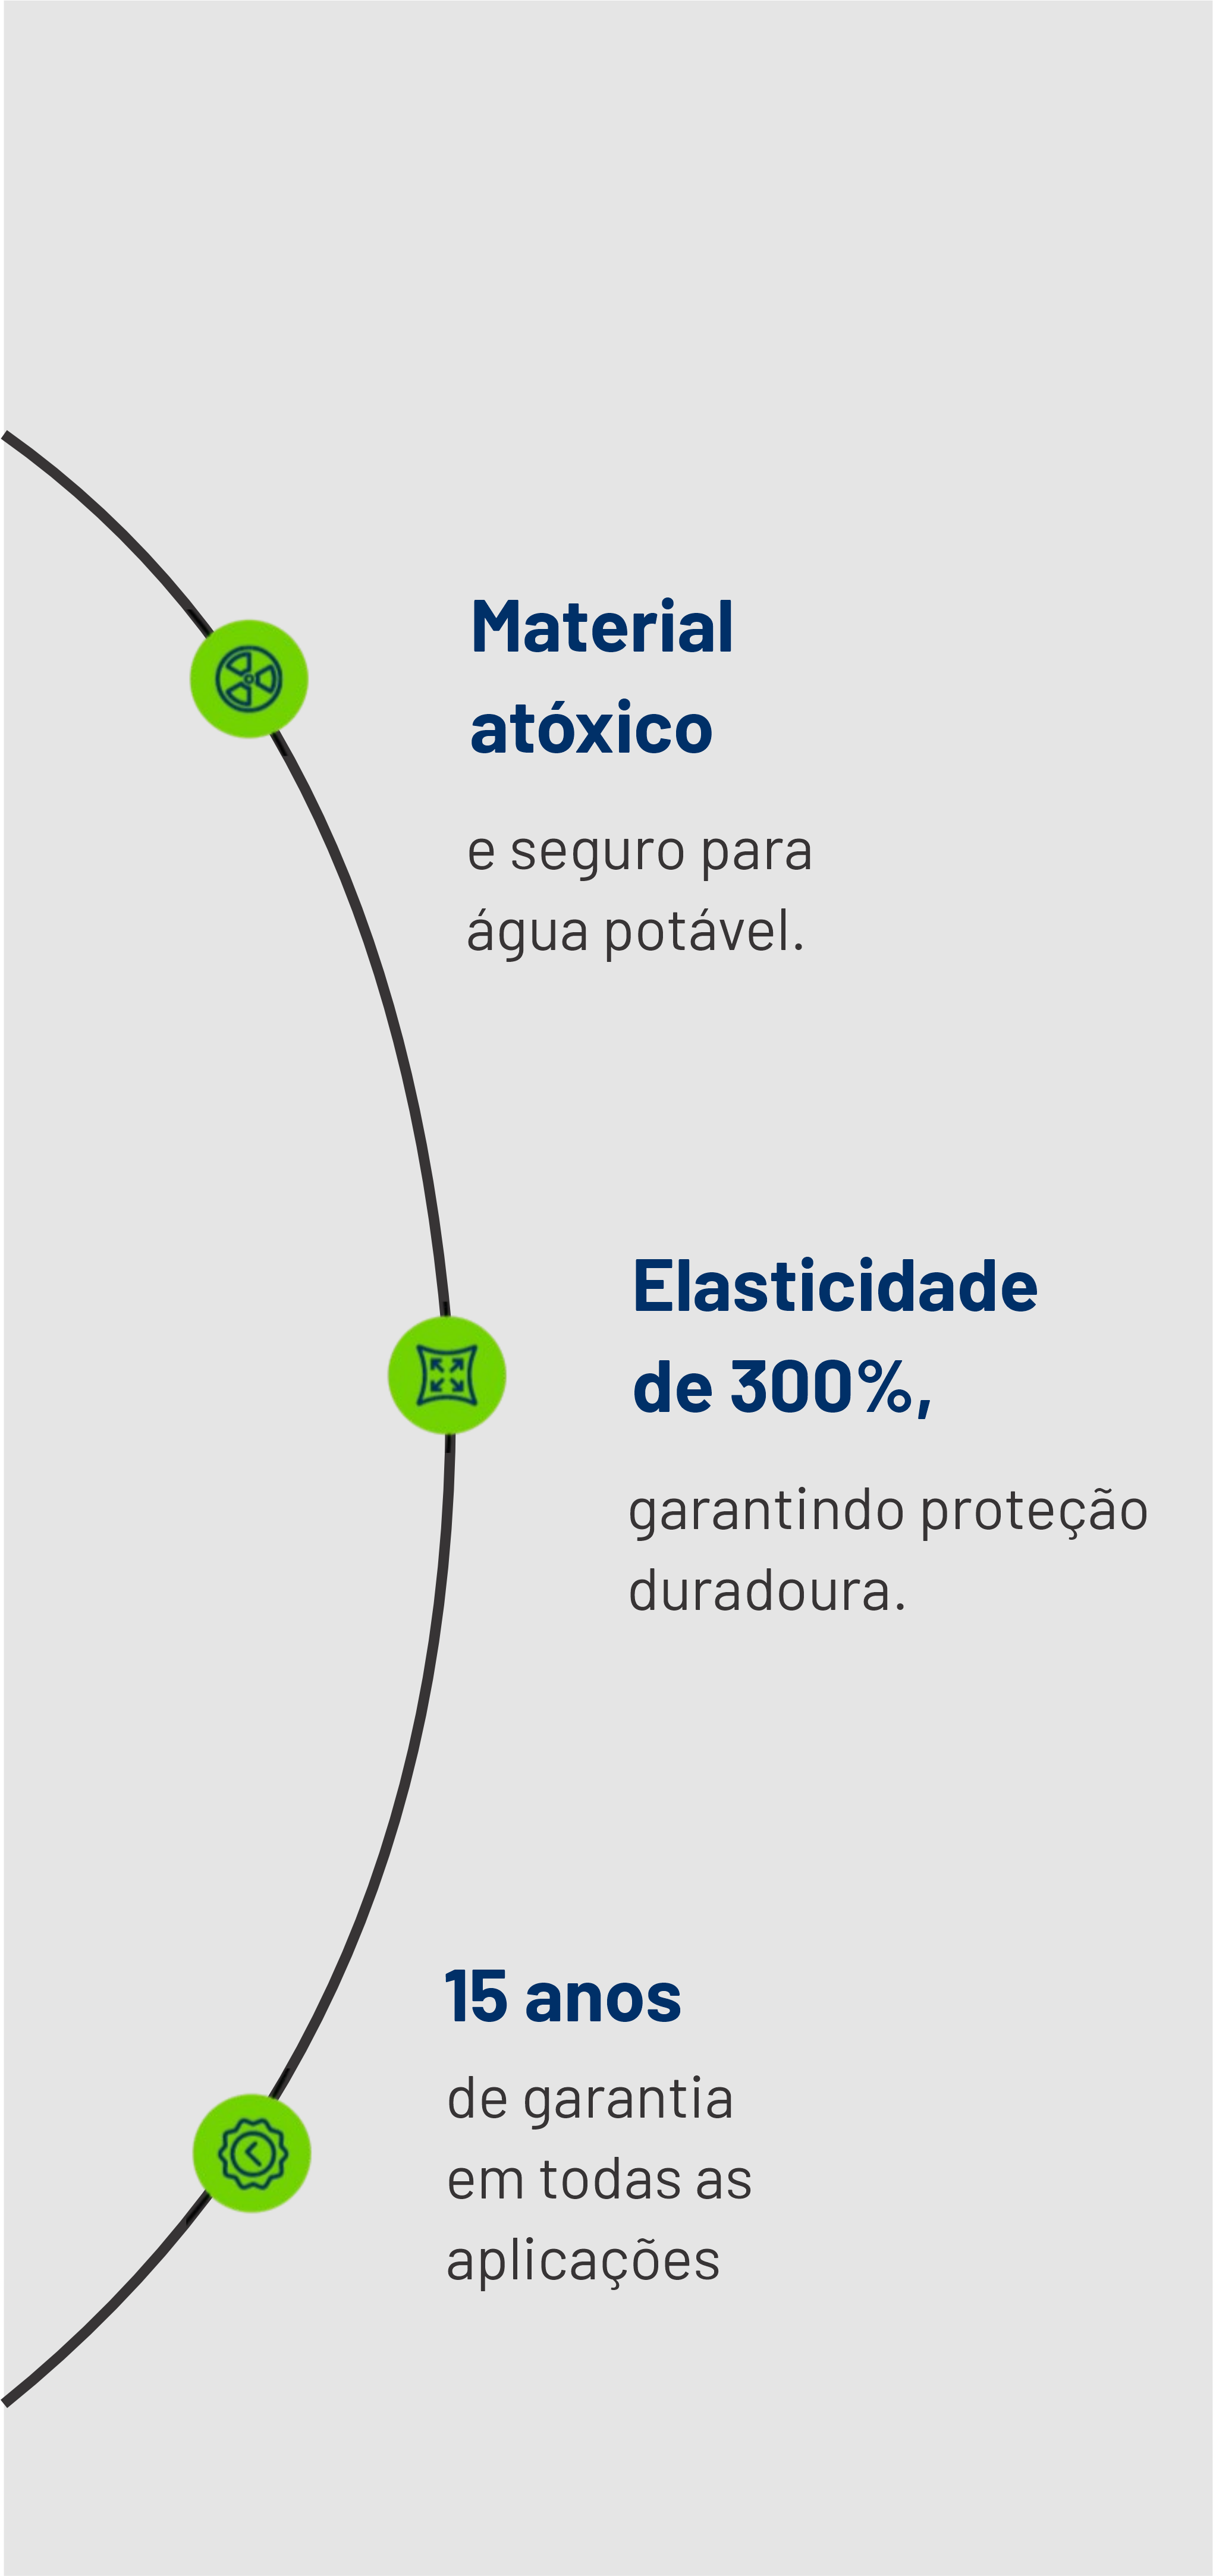 Material
atóxico
e seguro para
água potável.
Elasticidade
de 300%,
garantindo proteção
duradoura.
15 anos
de garantia
em todas as
aplicações